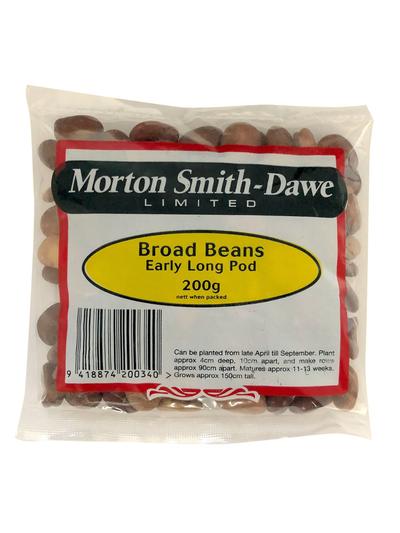 Morton Smith-Dawe
LIMITED
Broad Beans
Early Long Pod
200g
nett when packed
Can be planted from late April till September. Plant
approx 4cm deep, 10cm apart, and make rows
approx 90cm apart. Matures approx 11-13 weeks.
Grows approx 150cm tall.
9 418874 200340 >